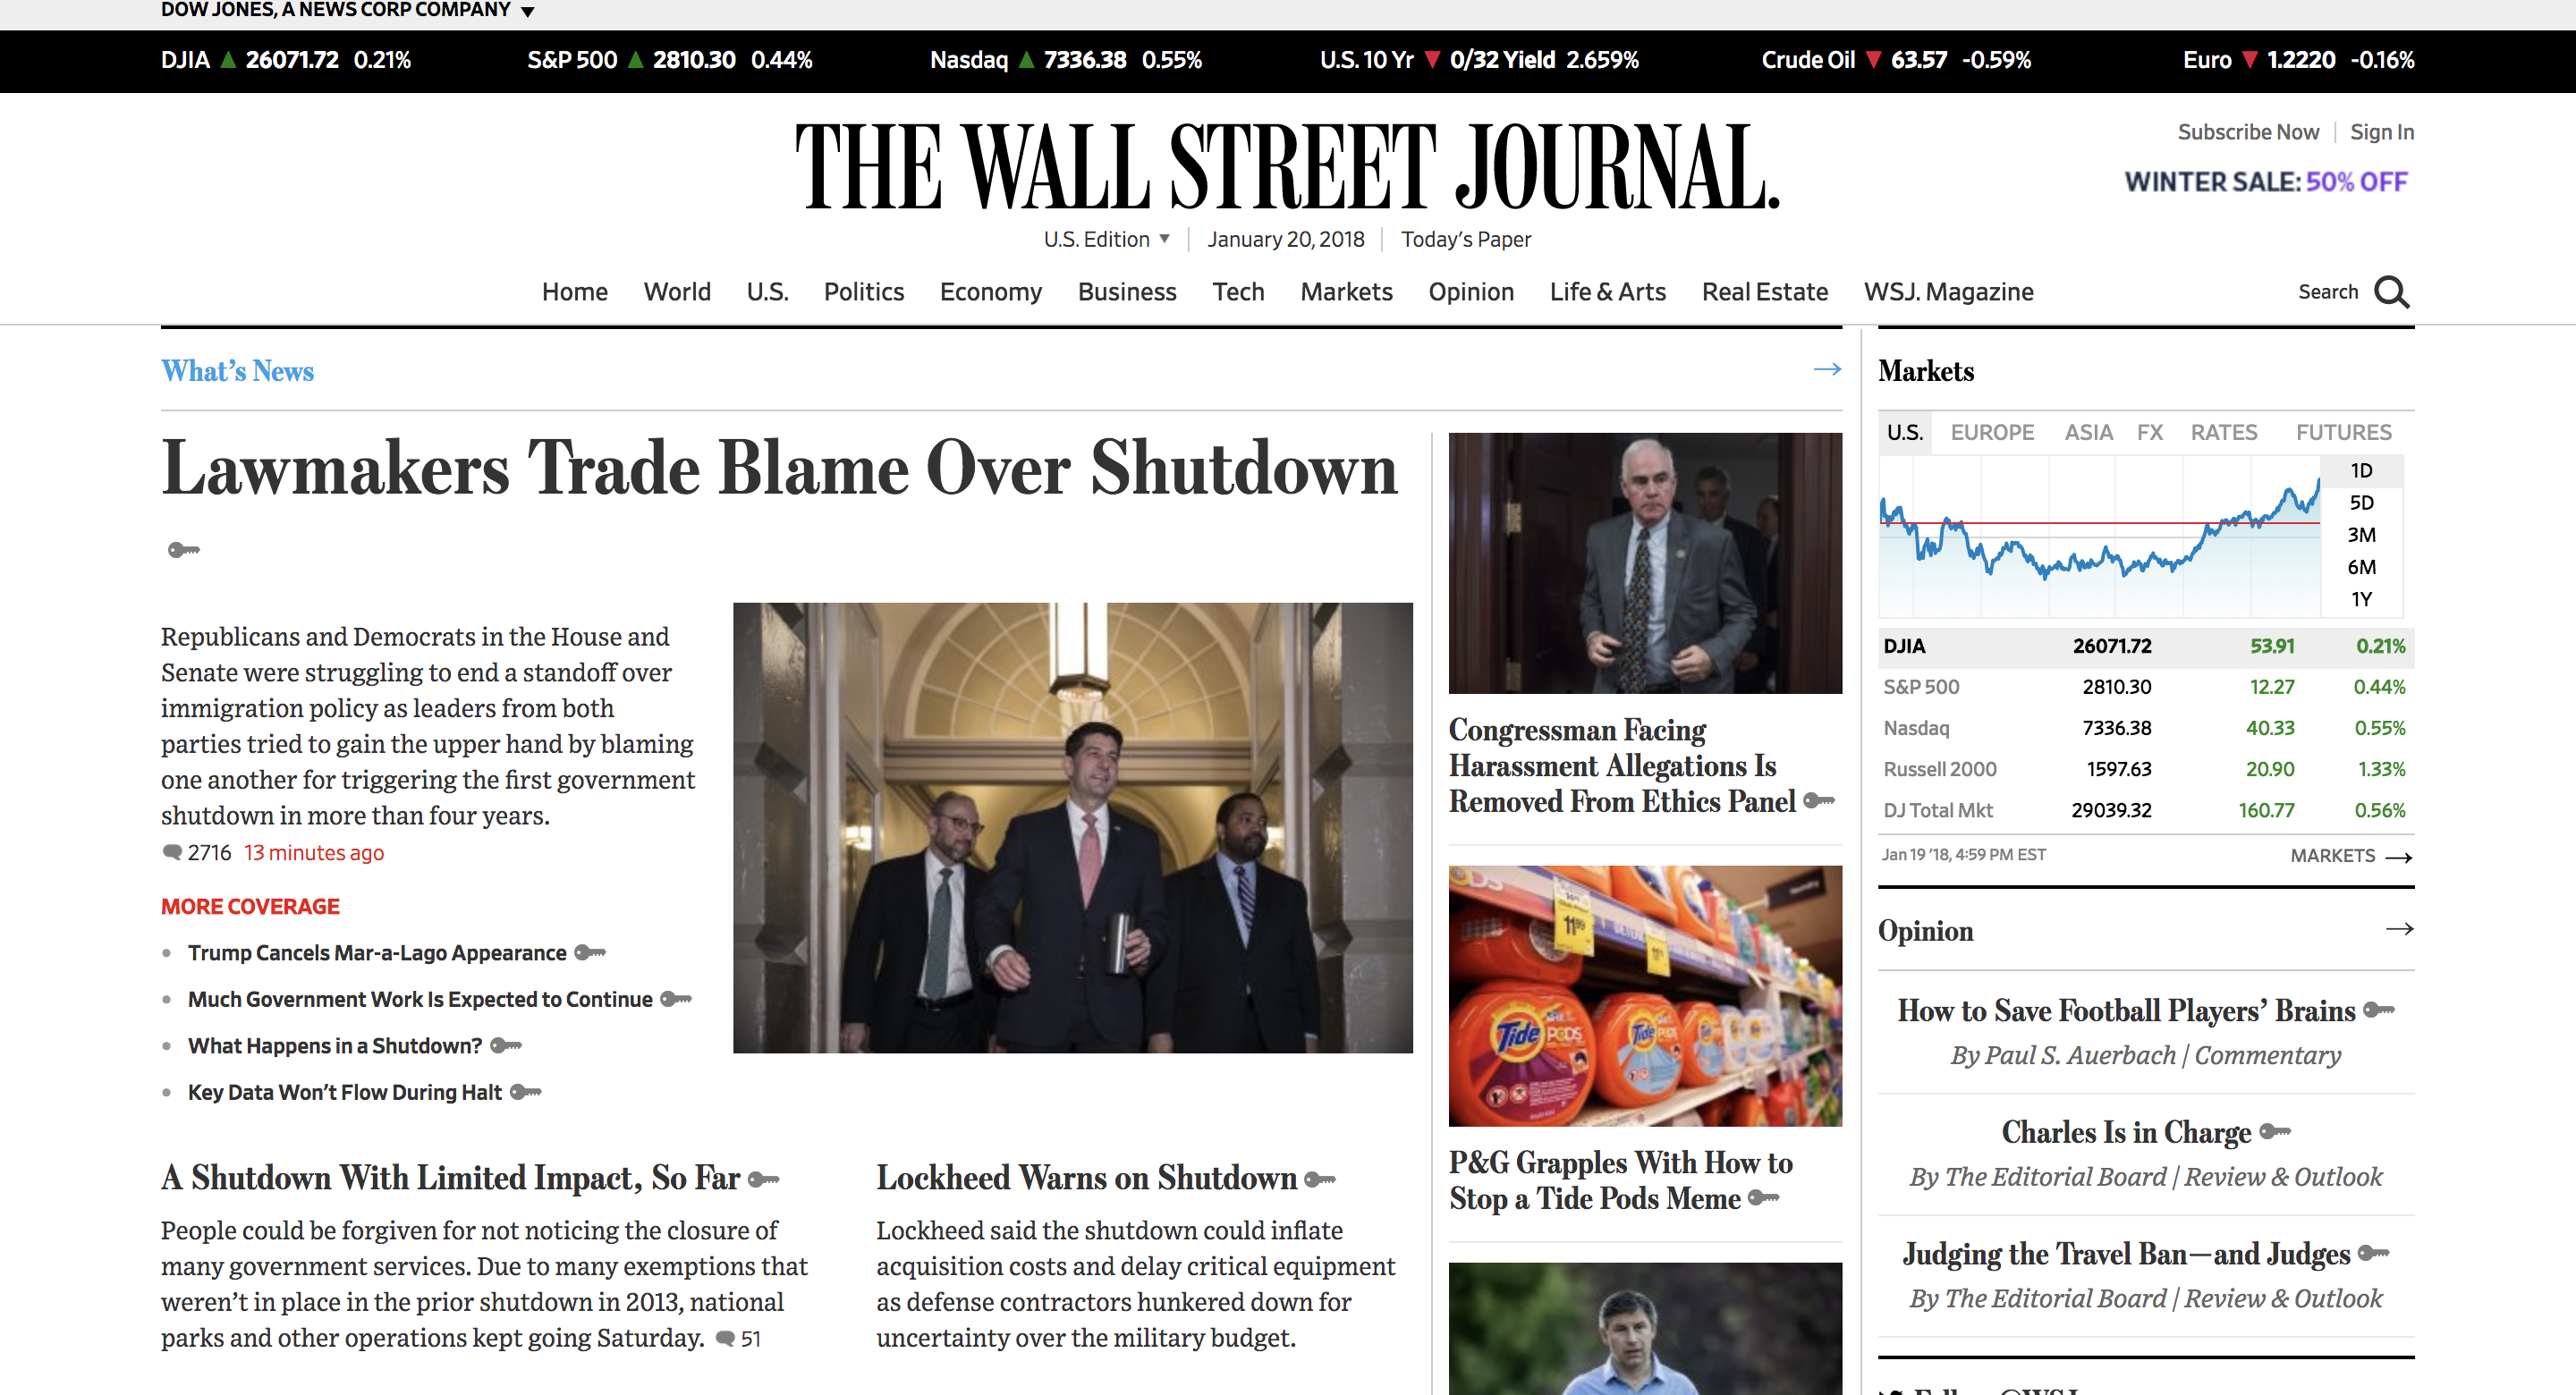 DOW JONES, A NEWS CORP COMPANY
DJIA 26071.72 0.21% S&P 500 2810.30 0.44% Nasdaq 7336.38 0.55% U.S. 10 Yr 0/32 Yield 2.659% Crude Oil 63.57 -0.59% Euro 1.2220 -0.16%
THE WALL STREET JOURNAL.
Subscribe Now | Sign In
WINTER SALE: 50% OFF
U.S. Edition | January 20, 2018 | Today's Paper
Home World U.S. Politics Economy Business Tech Markets Opinion Life & Arts Real Estate WSJ. Magazine Search
What's News
Lawmakers Trade Blame Over Shutdown
Republicans and Democrats in the House and
Senate were struggling to end a standoff over
immigration policy as leaders from both
parties tried to gain the upper hand by blaming
one another for triggering the first government
shutdown in more than four years.
2716 13 minutes ago
MORE COVERAGE
• Trump Cancels Mar-a-Lago Appearance
• Much Government Work Is Expected to Continue
• What Happens in a Shutdown?
• Key Data Won't Flow During Halt
A Shutdown With Limited Impact, So Far
People could be forgiven for not noticing the closure of
many government services. Due to many exemptions that
weren't in place in the prior shutdown in 2013, national
parks and other operations kept going Saturday. 51
Lockheed Warns on Shutdown
Lockheed said the shutdown could inflate
acquisition costs and delay critical equipment
as defense contractors hunkered down for
uncertainty over the military budget.
Congressman Facing
Harassment Allegations Is
Removed From Ethics Panel
11.99
Tide PODS
Tide PODS
P&G Grapples With How to
Stop a Tide Pods Meme
Markets
U.S. EUROPE ASIA FX RATES FUTURES
1D
5D
3M
6M
1Y
DJIA 26071.72 53.91 0.21%
S&P 500 2810.30 12.27 0.44%
Nasdaq 7336.38 40.33 0.55%
Russell 2000 1597.63 20.90 1.33%
DJ Total Mkt 29039.32 160.77 0.56%
Jan 19 '18, 4:59 PM EST MARKETS
Opinion
How to Save Football Players' Brains
By Paul S. Auerbach | Commentary
Charles Is in Charge
By The Editorial Board | Review & Outlook
Judging the Travel Ban—and Judges
By The Editorial Board | Review & Outlook